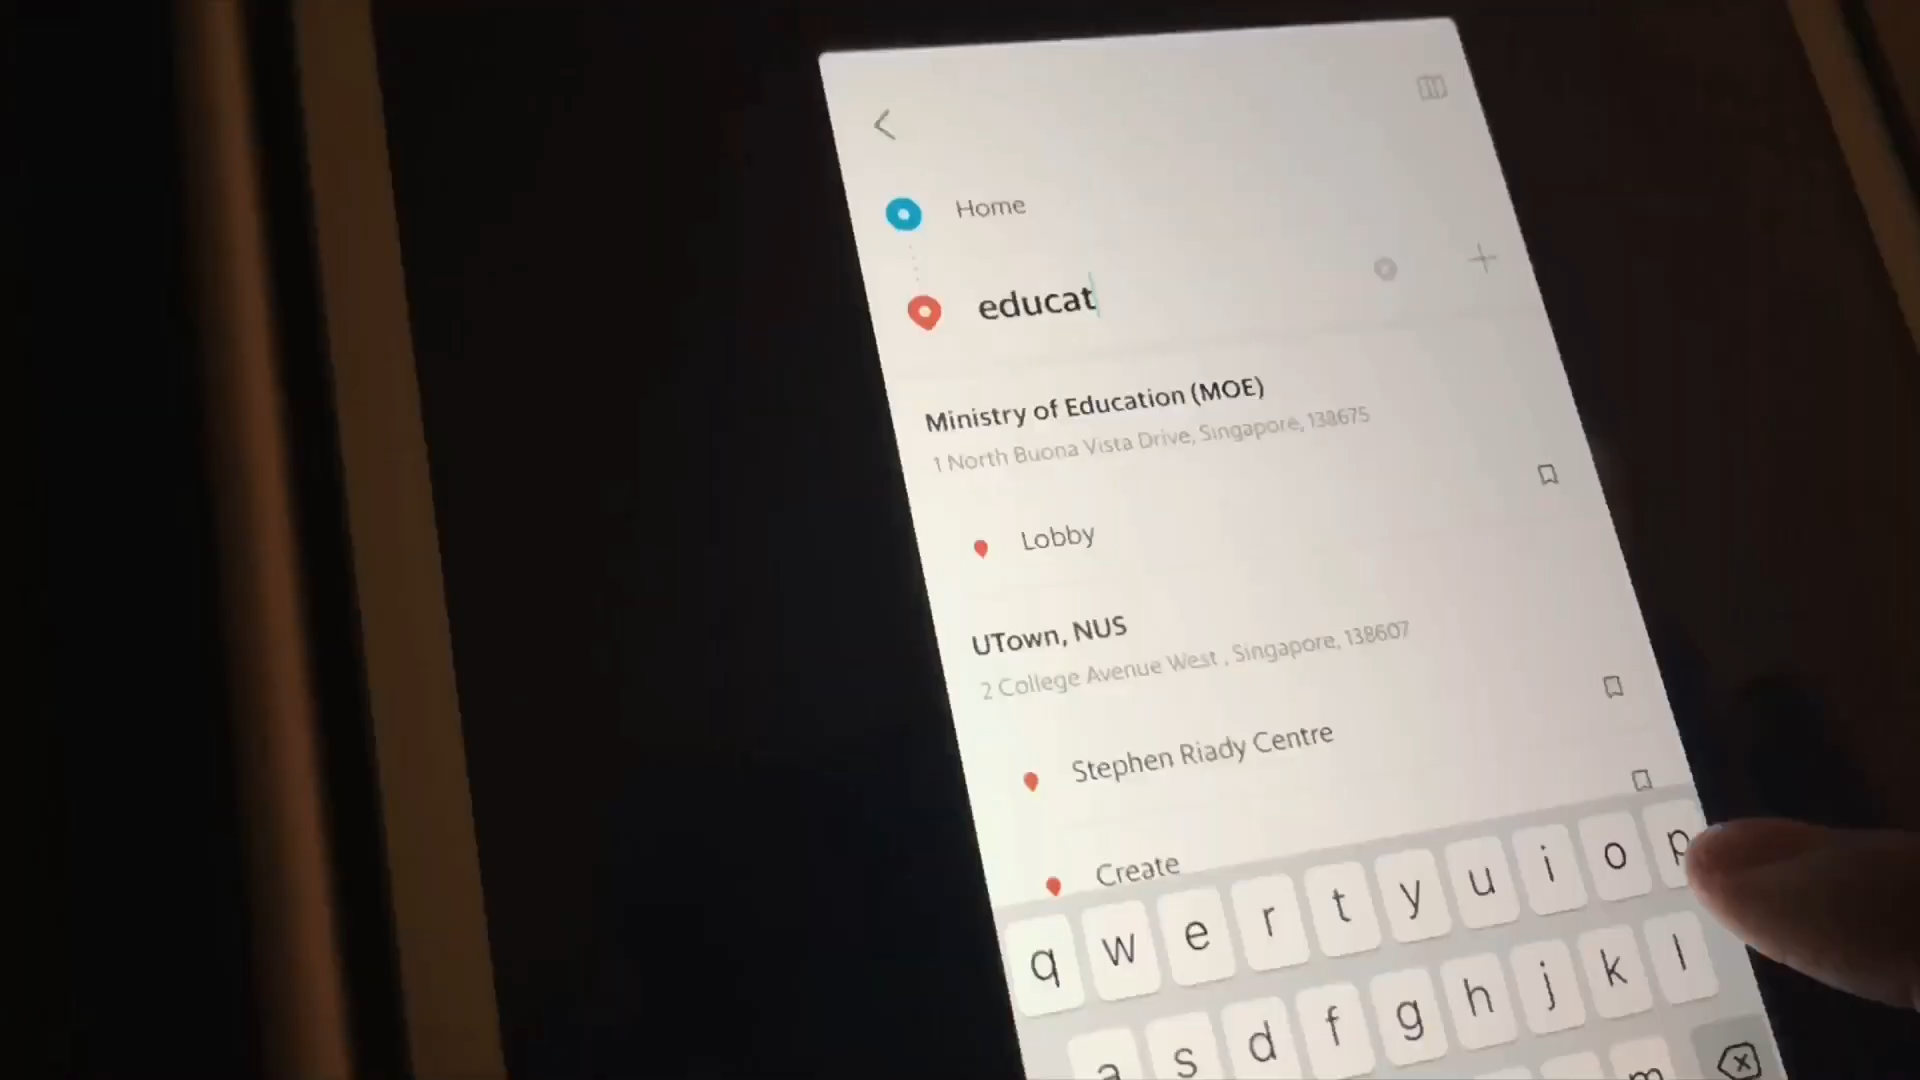 Home
educat
Ministry of Education (MOE)
1 North Buona Vista Drive, Singapore, 138675
Lobby
UTown, NUS
2 College Avenue West , Singapore, 138607
Stephen Riady Centre
Create
q w e r t y u i o p
a s d f g h j k l
m